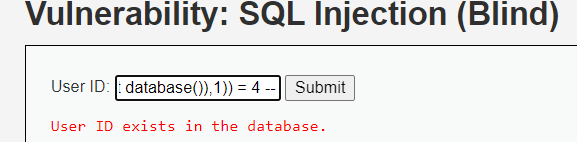 Vulnerability: SQL Injection (Blind)
User ID: database()),1)) = 4 -- Submit
User ID exists in the database.